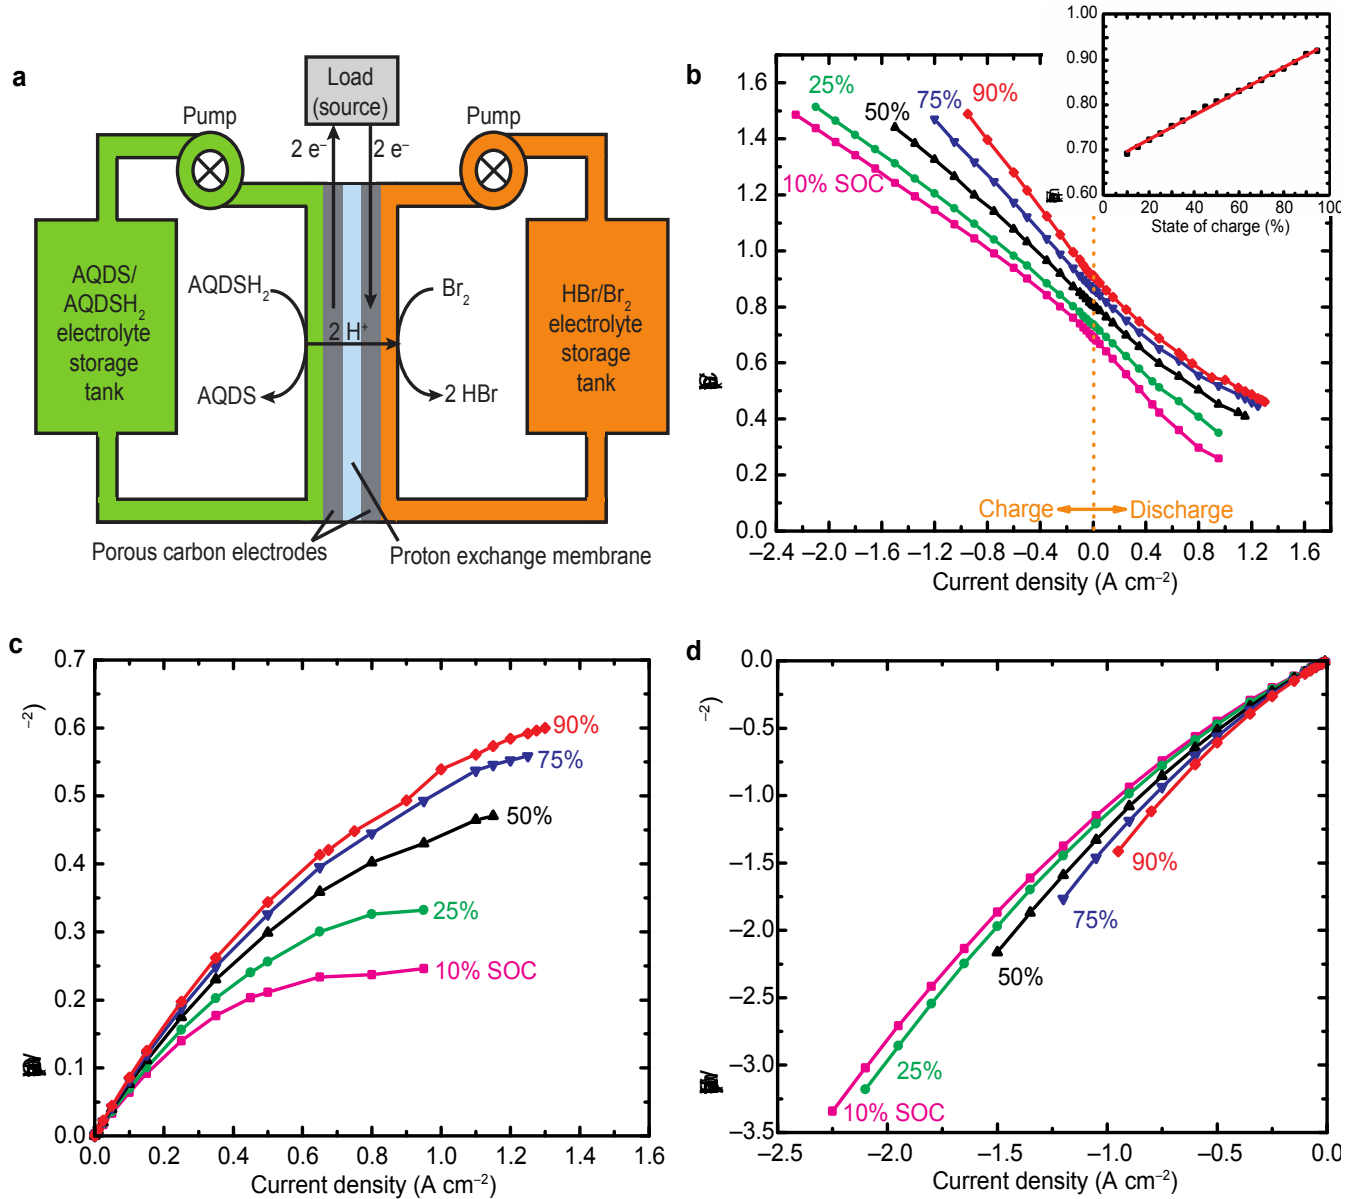 a
Load
(source)
Pump
Pump
2 e–
2 e–
AQDS/
AQDSH2
electrolyte
storage
tank
AQDSH2
AQDS
2 H+
Br2
2 HBr
HBr/Br2
electrolyte
storage
tank
Porous carbon electrodes
Proton exchange membrane
b
1.6
1.4
1.2
1.0
0.8
0.6
0.4
0.2
0.0
25%
50%
75%
90%
10% SOC
Charge
Discharge
–2.4 –2.0 –1.6 –1.2 –0.8 –0.4 0.0 0.4 0.8 1.2 1.6
Current density (A cm–2)
1.00
0.90
0.80
0.70
0.60
0 20 40 60 80 100
State of charge (%)
c
0.7
0.6
0.5
0.4
0.3
0.2
0.1
0.0
–2)
90%
75%
50%
25%
10% SOC
0.0 0.2 0.4 0.6 0.8 1.0 1.2 1.4 1.6
Current density (A cm–2)
d
0.0
–0.5
–1.0
–1.5
–2.0
–2.5
–3.0
–3.5
–2)
90%
75%
50%
25%
10% SOC
–2.5 –2.0 –1.5 –1.0 –0.5 0.0
Current density (A cm–2)